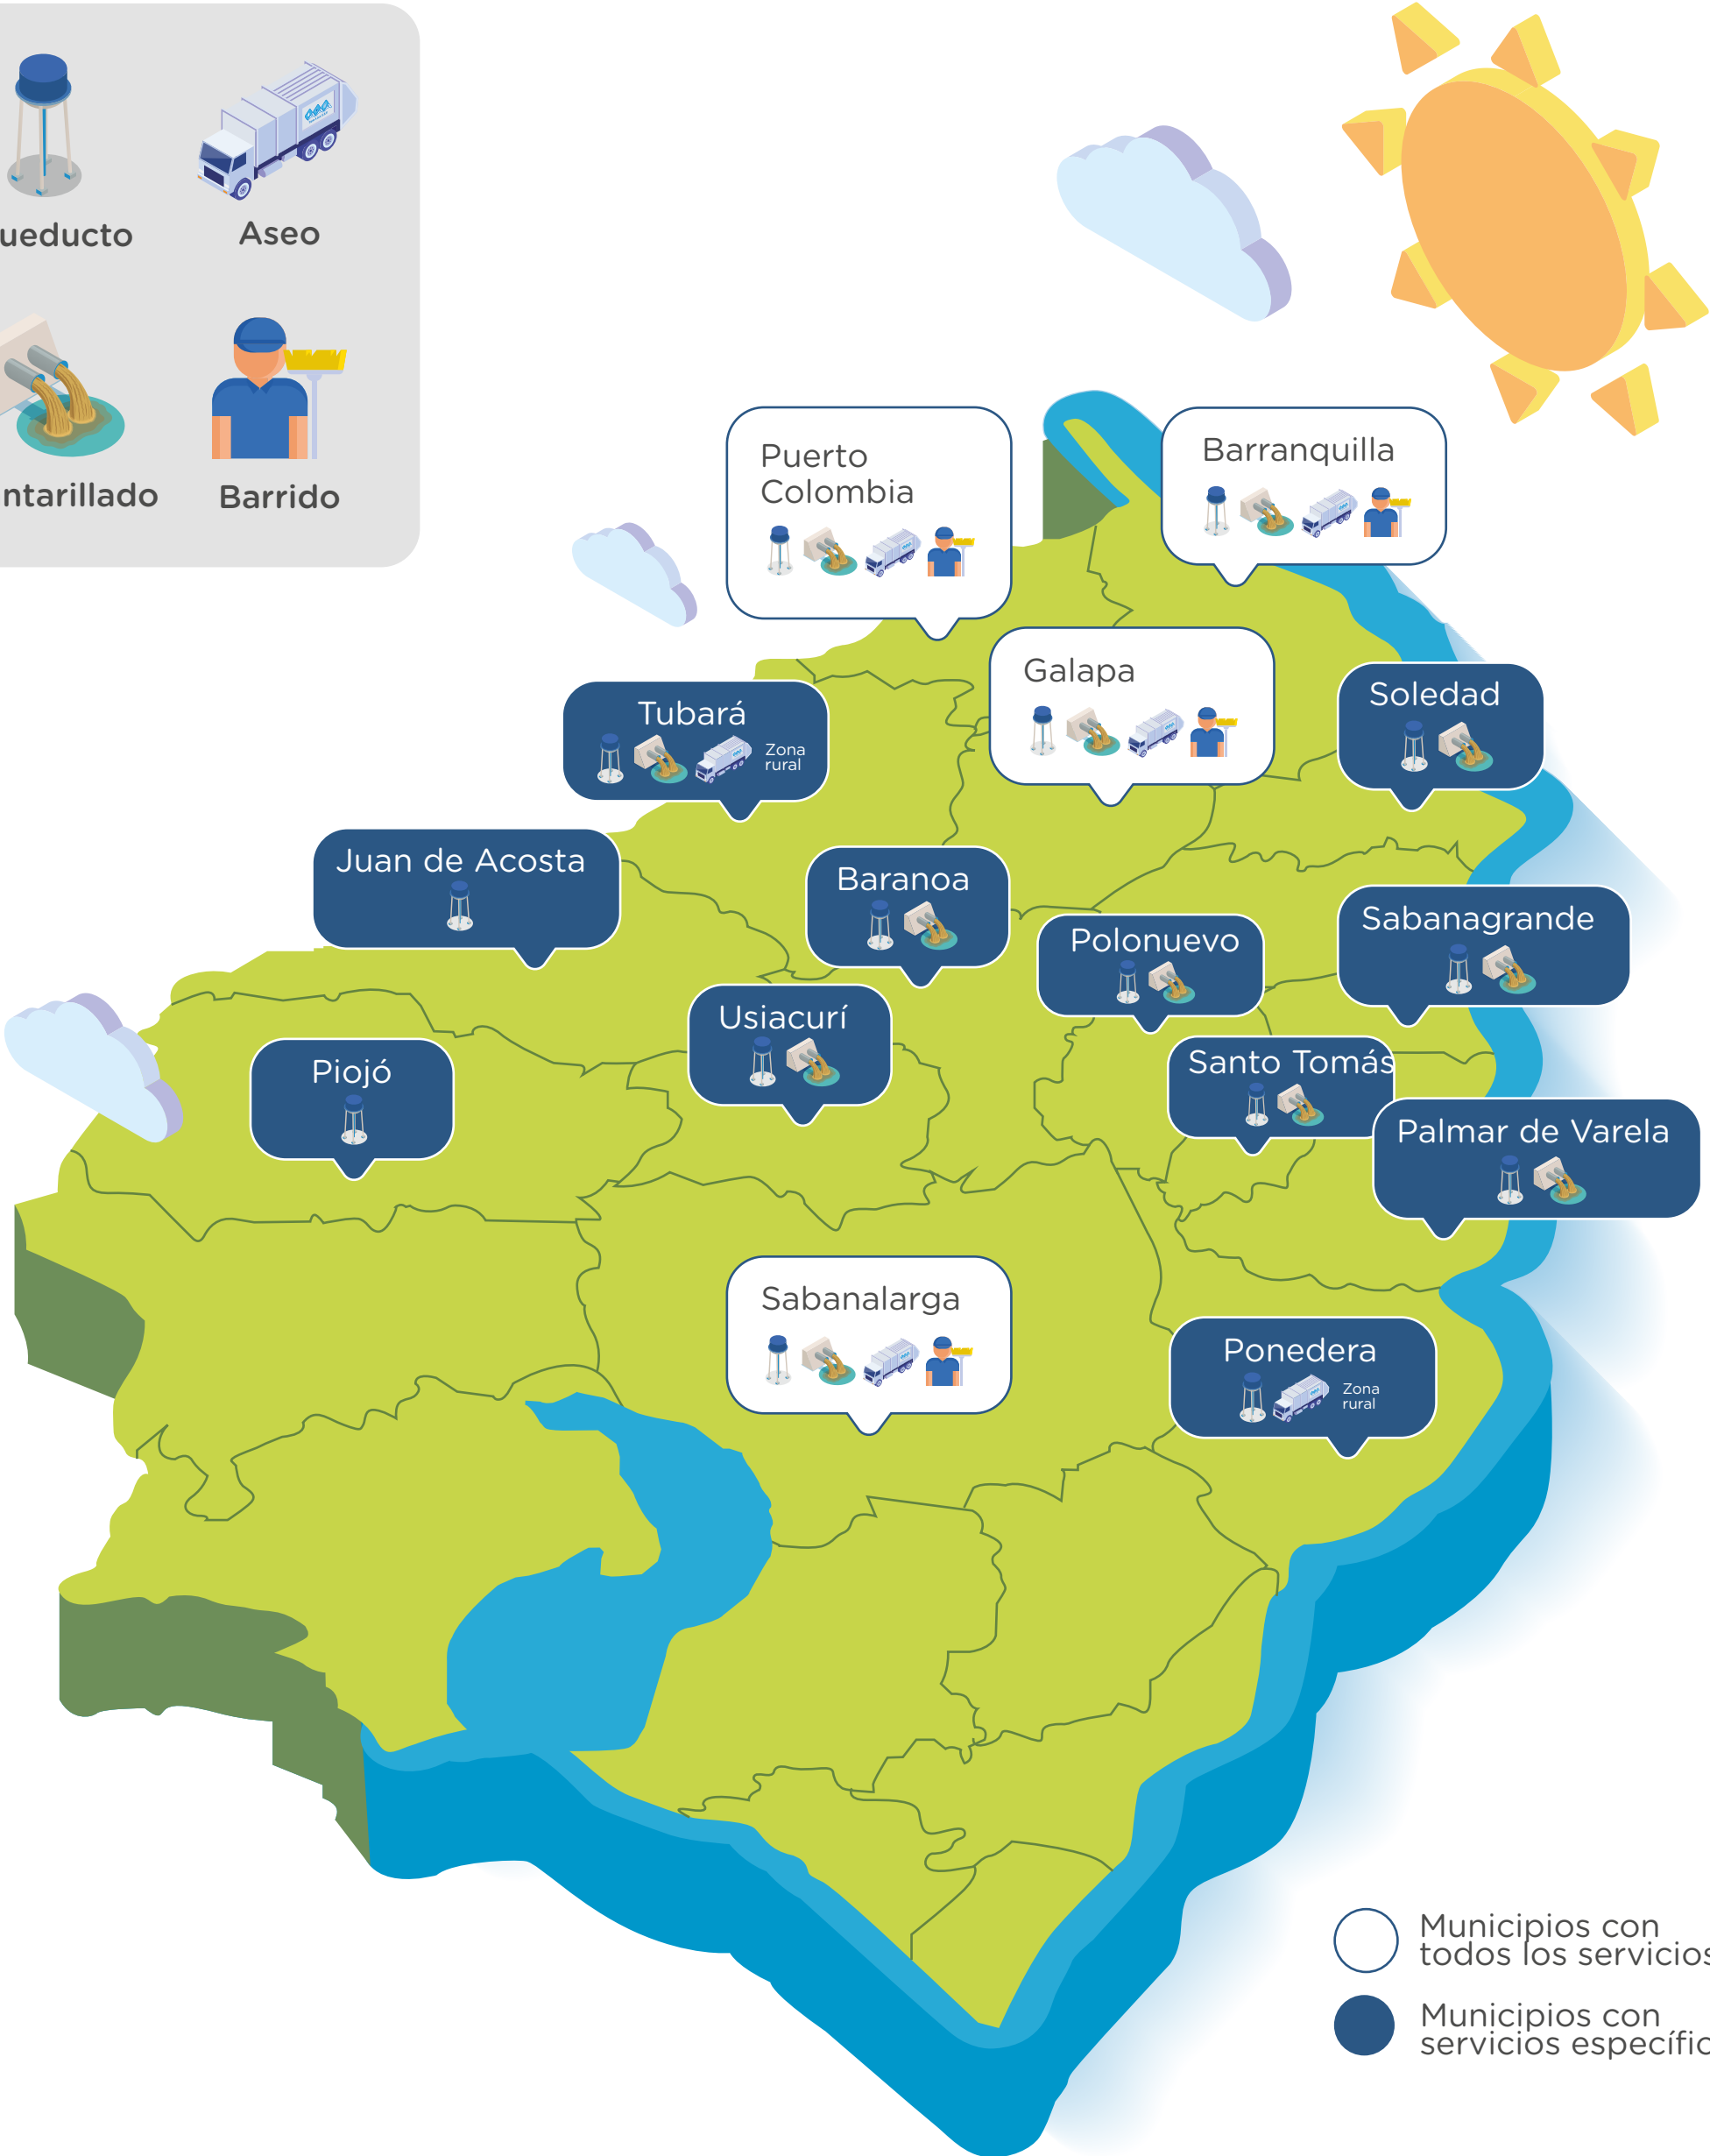 ueducto
Aseo
ntarillado
Barrido
Puerto
Colombia
Barranquilla
Galapa
Soledad
Tubará
Zona
rural
Juan de Acosta
Baranoa
Sabanagrande
Polonuevo
Usiacurí
Santo Tomás
Piojó
Palmar de Varela
Sabanalarga
Ponedera
Zona
rural
Municipios con
todos los servicios
Municipios con
servicios específic